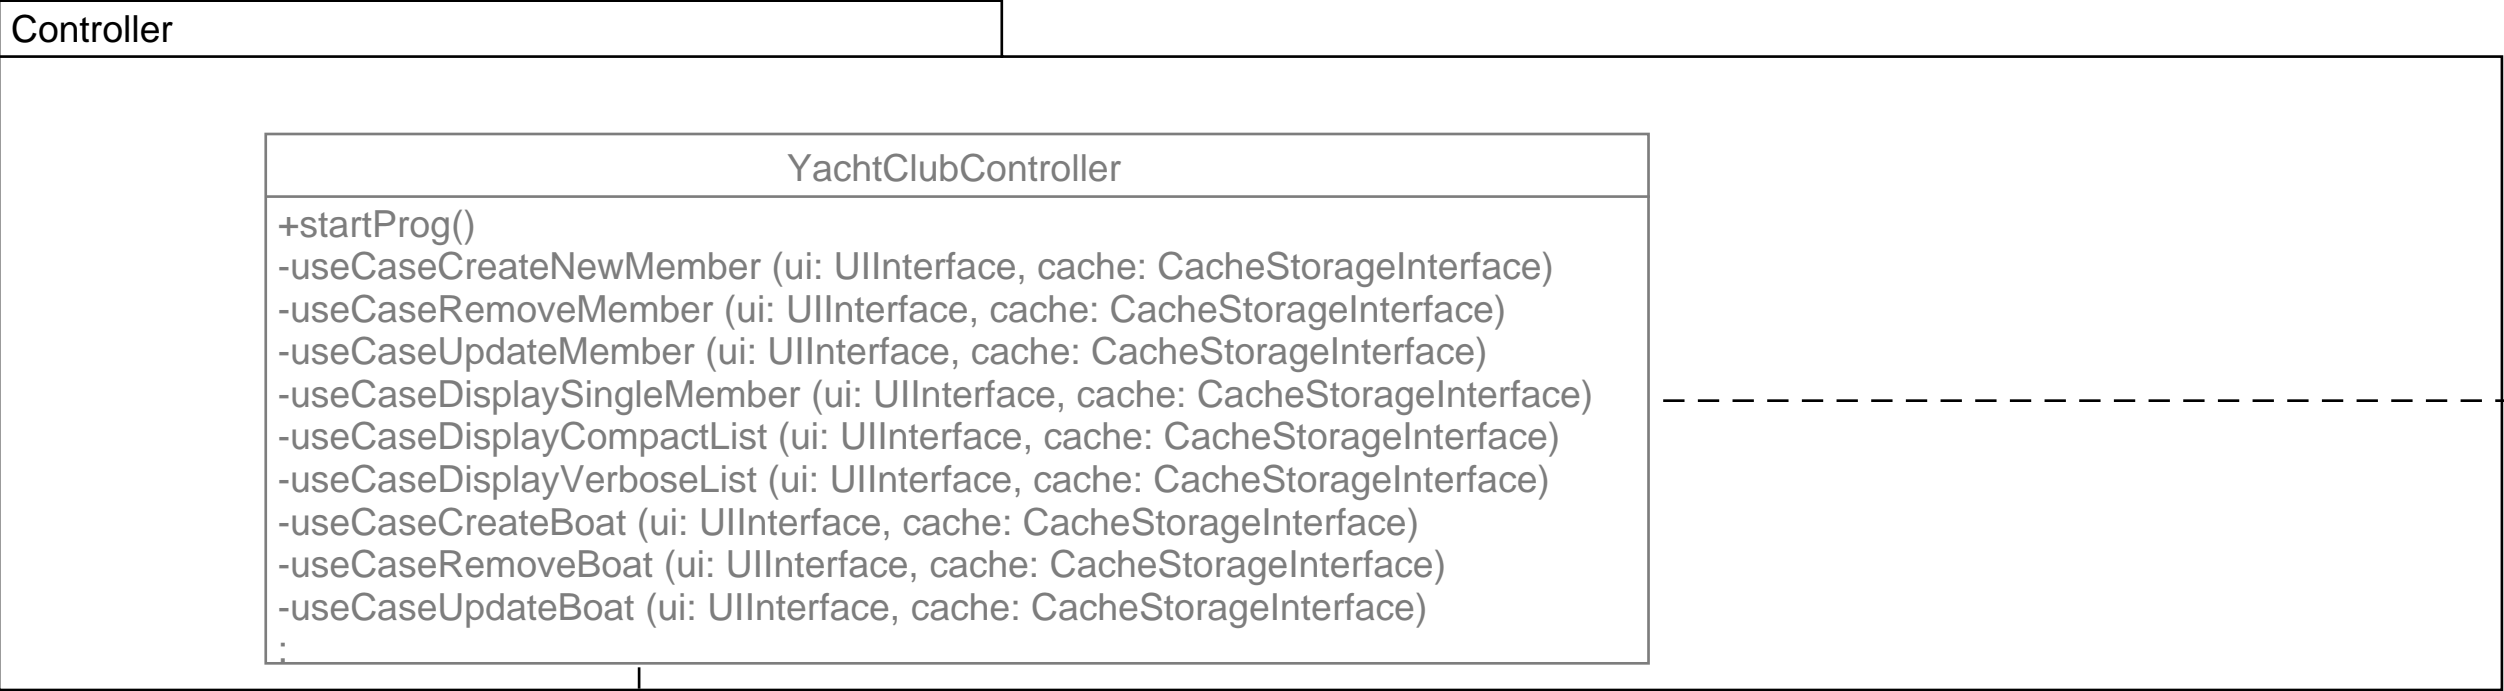 Controller
YachtClubController
+startProg()
-useCaseCreateNewMember (ui: UIInterface, cache: CacheStorageInterface)
-useCaseRemoveMember (ui: UIInterface, cache: CacheStorageInterface)
-useCaseUpdateMember (ui: UIInterface, cache: CacheStorageInterface)
-useCaseDisplaySingleMember (ui: UIInterface, cache: CacheStorageInterface)
-useCaseDisplayCompactList (ui: UIInterface, cache: CacheStorageInterface)
-useCaseDisplayVerboseList (ui: UIInterface, cache: CacheStorageInterface)
-useCaseCreateBoat (ui: UIInterface, cache: CacheStorageInterface)
-useCaseRemoveBoat (ui: UIInterface, cache: CacheStorageInterface)
-useCaseUpdateBoat (ui: UIInterface, cache: CacheStorageInterface)
: